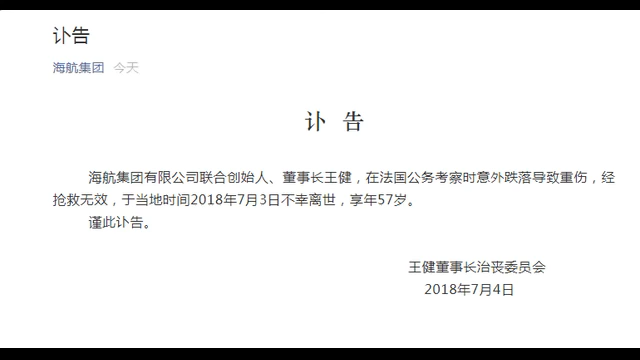 讣告
海航集团 今天
讣 告
海航集团有限公司联合创始人、董事长王健，在法国公务考察时意外跌落导致重伤，经
抢救无效，于当地时间2018年7月3日不幸离世，享年57岁。
谨此讣告。
王健董事长治丧委员会
2018年7月4日